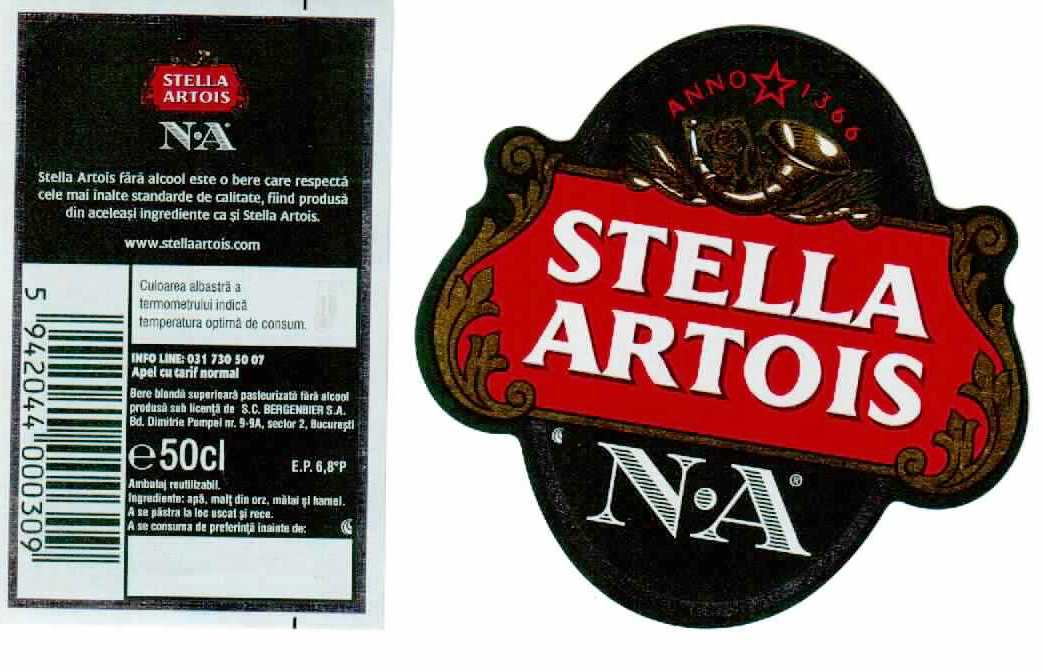 STELLA
ARTOIS
N·A
Stella Artois fără alcool este o bere care respectă
cele mai înalte standarde de calitate, fiind produsă
din aceleași ingrediente ca și Stella Artois.
www.stellaartois.com
Culoarea albastră a
termometrului indică
temperatura optimă de consum.
INFO LINE: 031 730 50 07
Apel cu tarif normal
Bere blondă superioară pasteurizată fără alcool
produsă sub licență de S.C. BERGENBIER S.A.
Bd. Dimitrie Pompei nr. 9-9A, sector 2, București
e 50cl
E.P. 6,8°P
Ambalaj reutilizabil.
Ingrediente: apă, malț din orz, mălai și hamei.
A se păstra la loc uscat și rece.
A se consuma de preferință înainte de:
5 942044 000309
ANNO 1366
STELLA
ARTOIS
N·A®